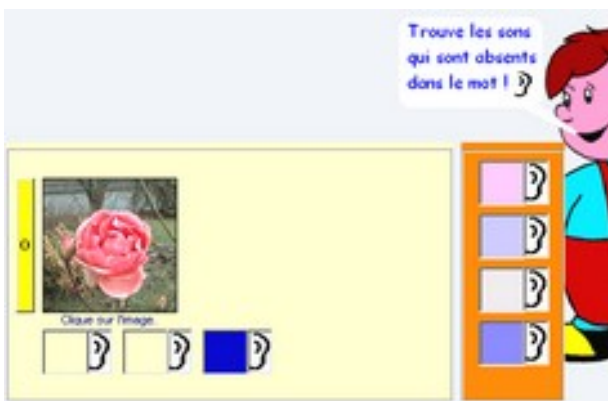 Trouve les sons
qui sont absents
dans le mot !
Clique sur l'image.